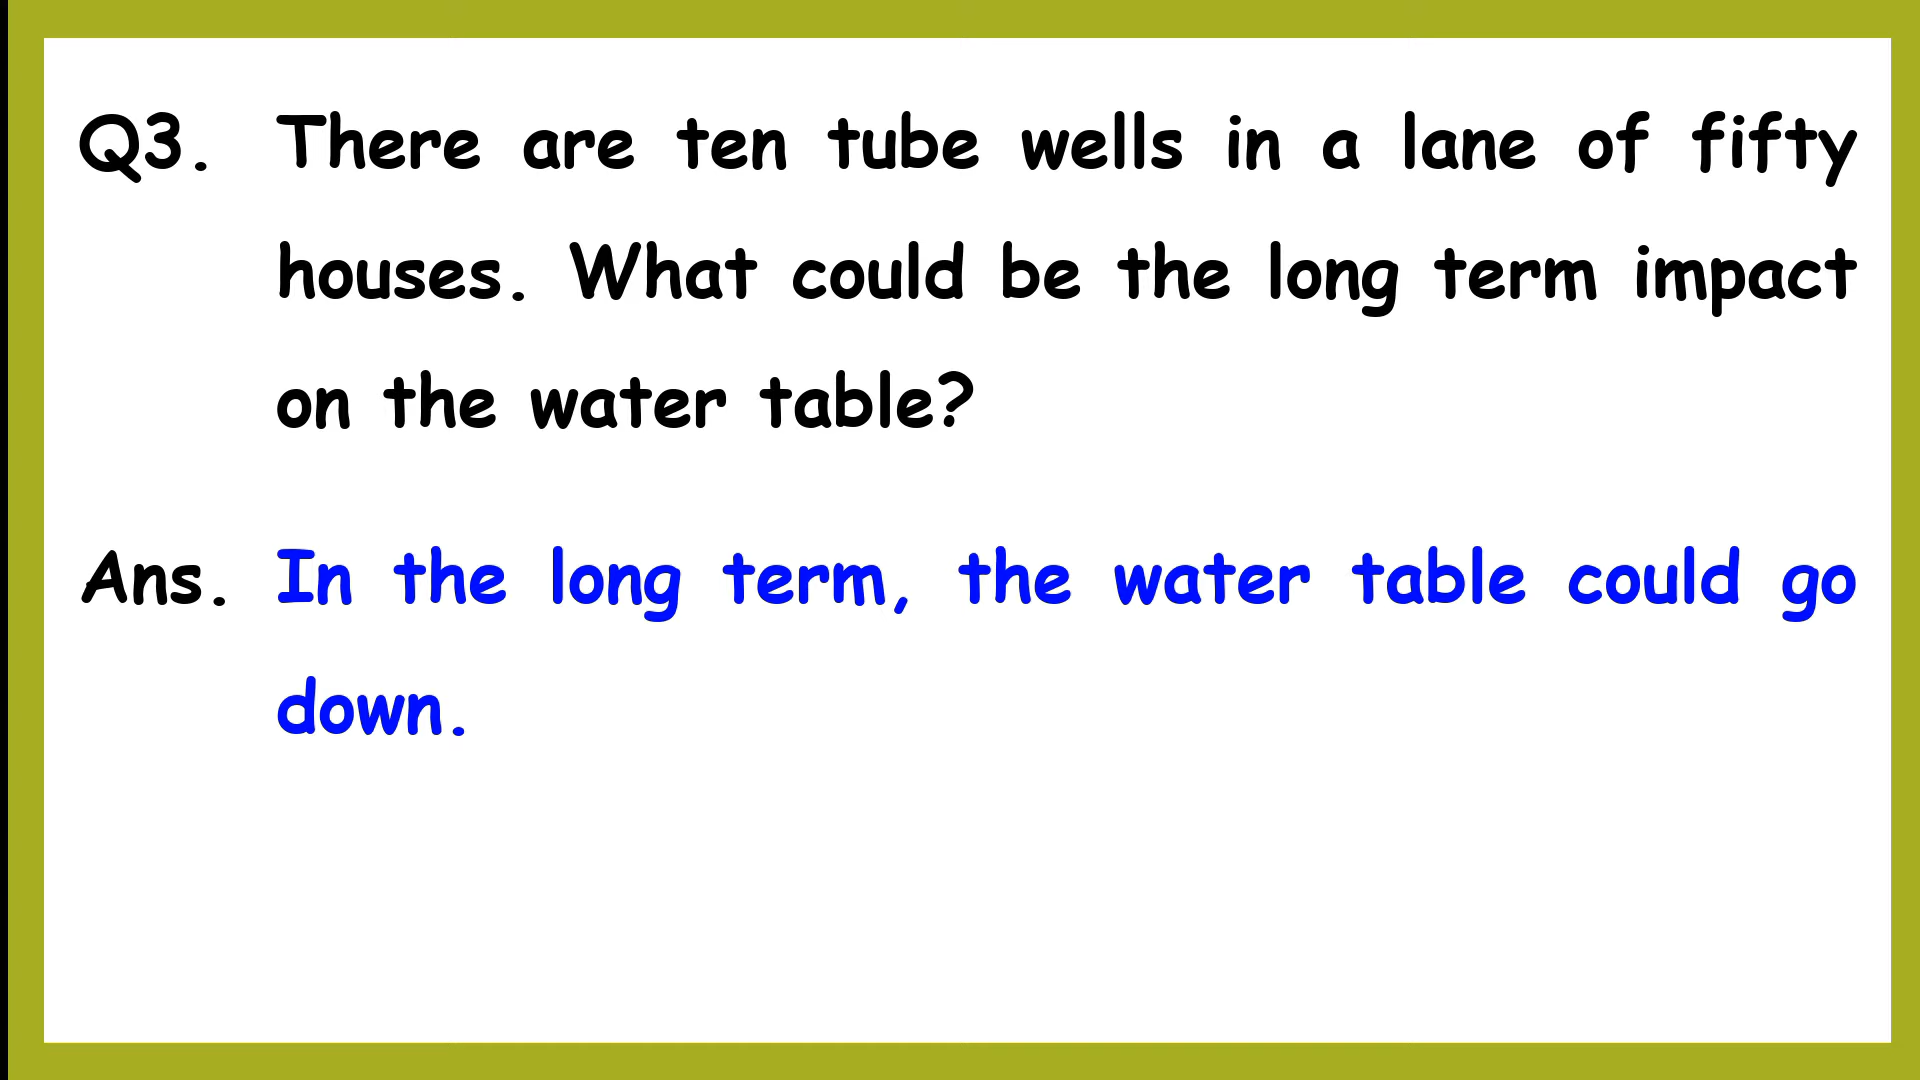 Q3. There are ten tube wells in a lane of fifty
houses. What could be the long term impact
on the water table?
Ans. In the long term, the water table could go
down.